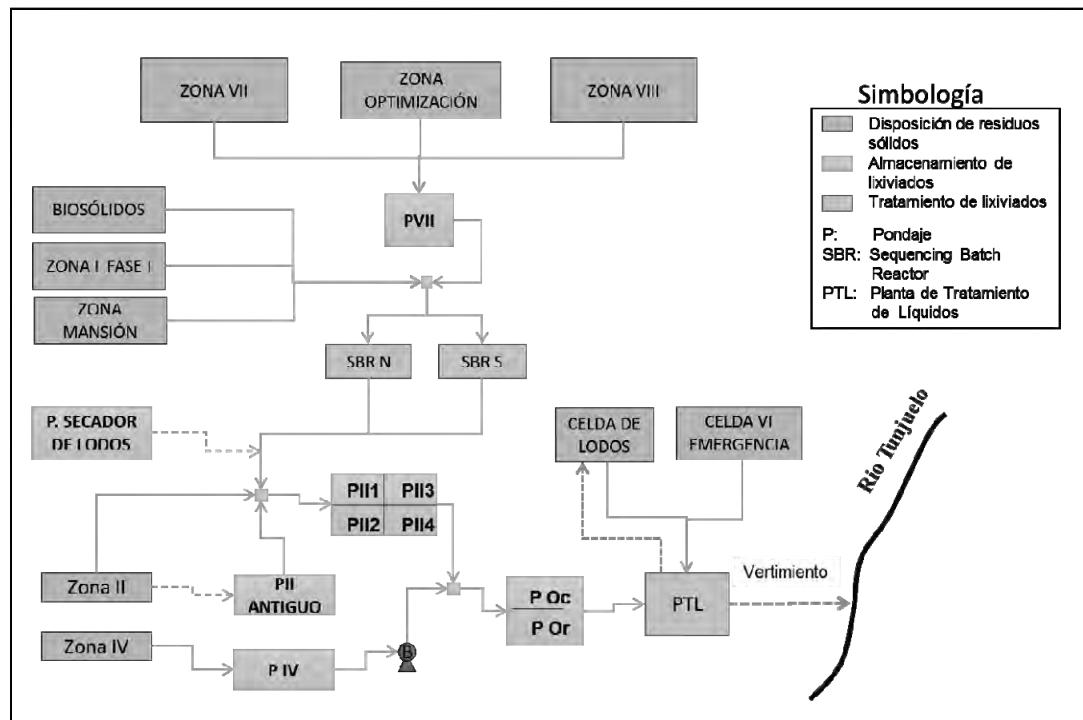 ZONA VII
ZONA
OPTIMIZACIÓN
ZONA VIII
Simbología
Disposición de residuos
sólidos
Almacenamiento de
lixiviados
Tratamiento de lixiviados
P: Pondaje
SBR: Sequencing Batch
Reactor
PTL: Planta de Tratamiento
de Líquidos
BIOSÓLIDOS
PVII
ZONA I FASE I
ZONA
MANSIÓN
SBR N
SBR S
P. SECADOR
DE LODOS
CELDA DE
LODOS
CELDA VI
EMERGENCIA
Río Tunjuelo
PII1 PII3
PII2 PII4
Zona II
PII
ANTIGUO
P Oc
P Or
PTL
Vertimiento
Zona IV
P IV
B